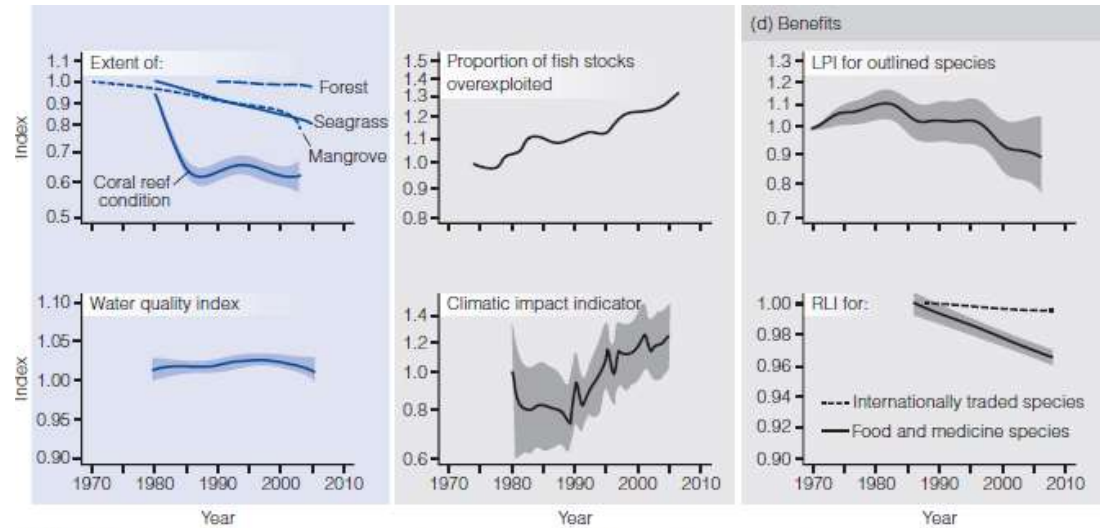 (d) Benefits
Extent of:
1.1
1.0
0.9
0.8
0.7
0.6
0.5
Index
Forest
Seagrass
Mangrove
Coral reef
condition
Proportion of fish stocks
overexploited
1.5
1.4
1.3
1.2
1.1
1.0
0.9
0.8
LPI for outlined species
1.3
1.2
1.1
1.0
0.9
0.8
0.7
Water quality index
1.10
1.05
1.00
0.95
0.90
Index
1970 1980 1990 2000 2010
Year
Climatic impact indicator
1.4
1.2
1.0
0.8
0.6
1970 1980 1990 2000 2010
Year
RLI for:
1.00
0.98
0.96
0.94
0.92
0.90
Internationally traded species
Food and medicine species
1970 1980 1990 2000 2010
Year